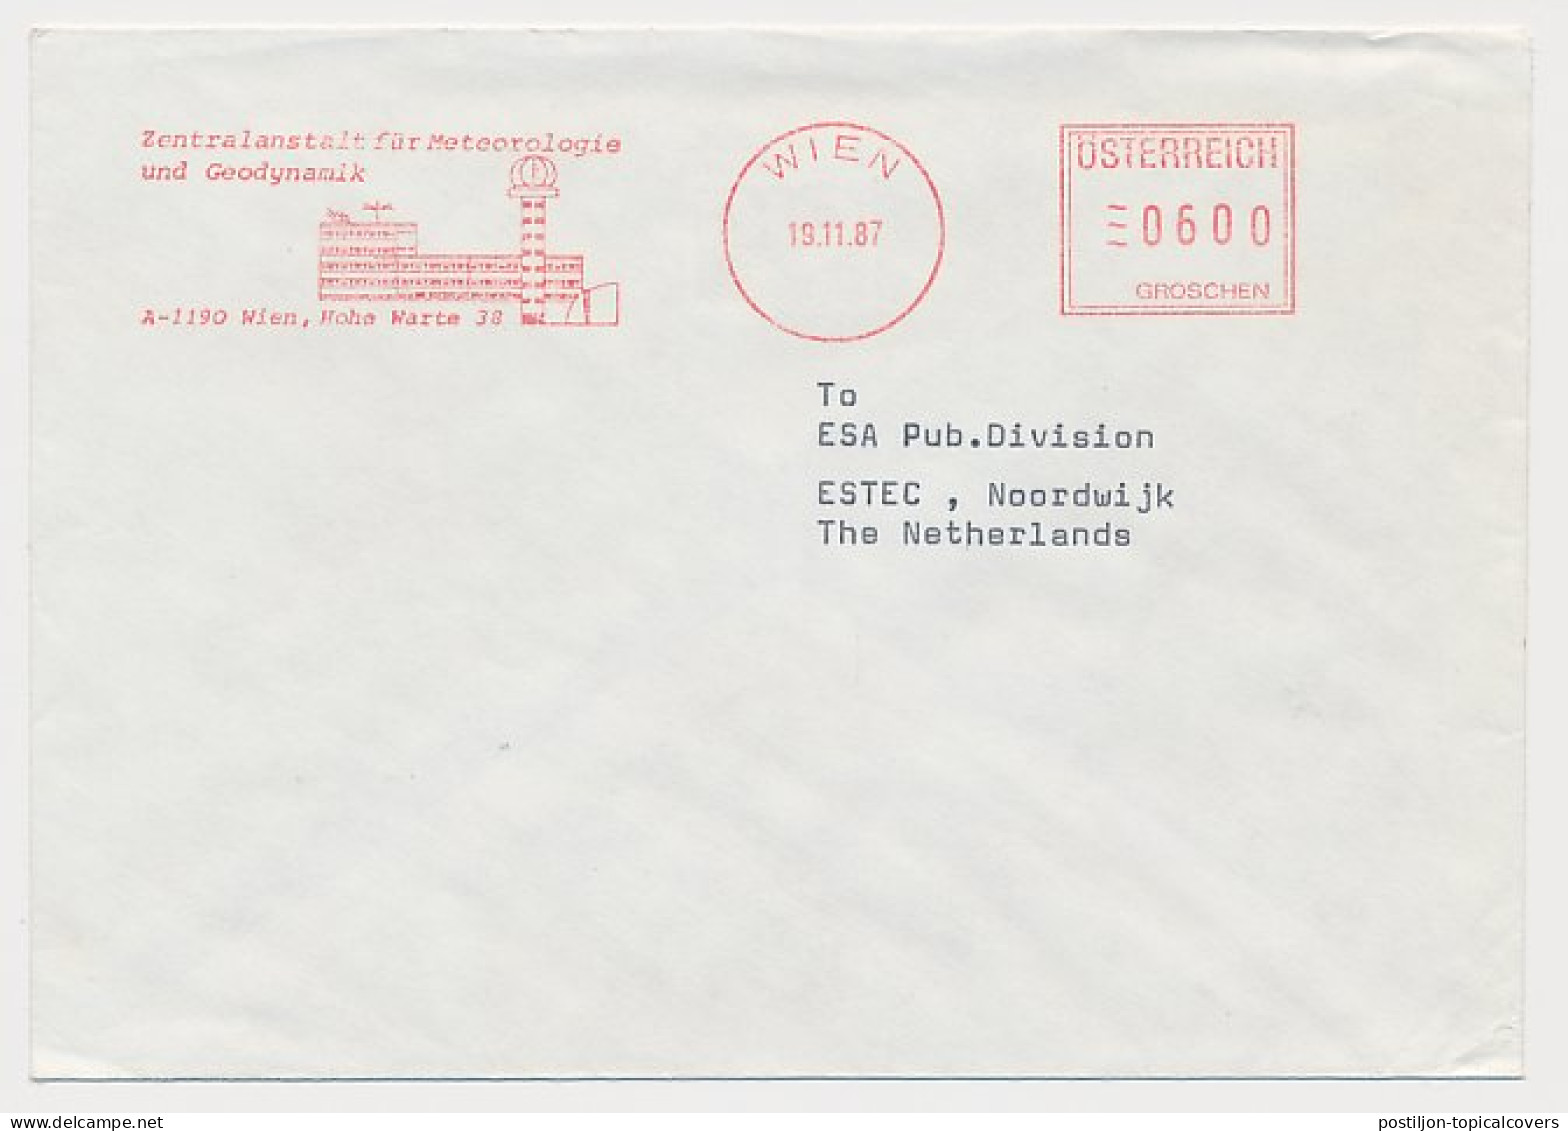 Zentralanstalt für Meteorologie
und Geodynamik
A-1190 Wien, Hohe Warte 38
WIEN
19.11.87
ÖSTERREICH
0600
GROSCHEN
To
ESA Pub.Division
ESTEC , Noordwijk
The Netherlands
delcampe.net
postiljon-topicalcovers